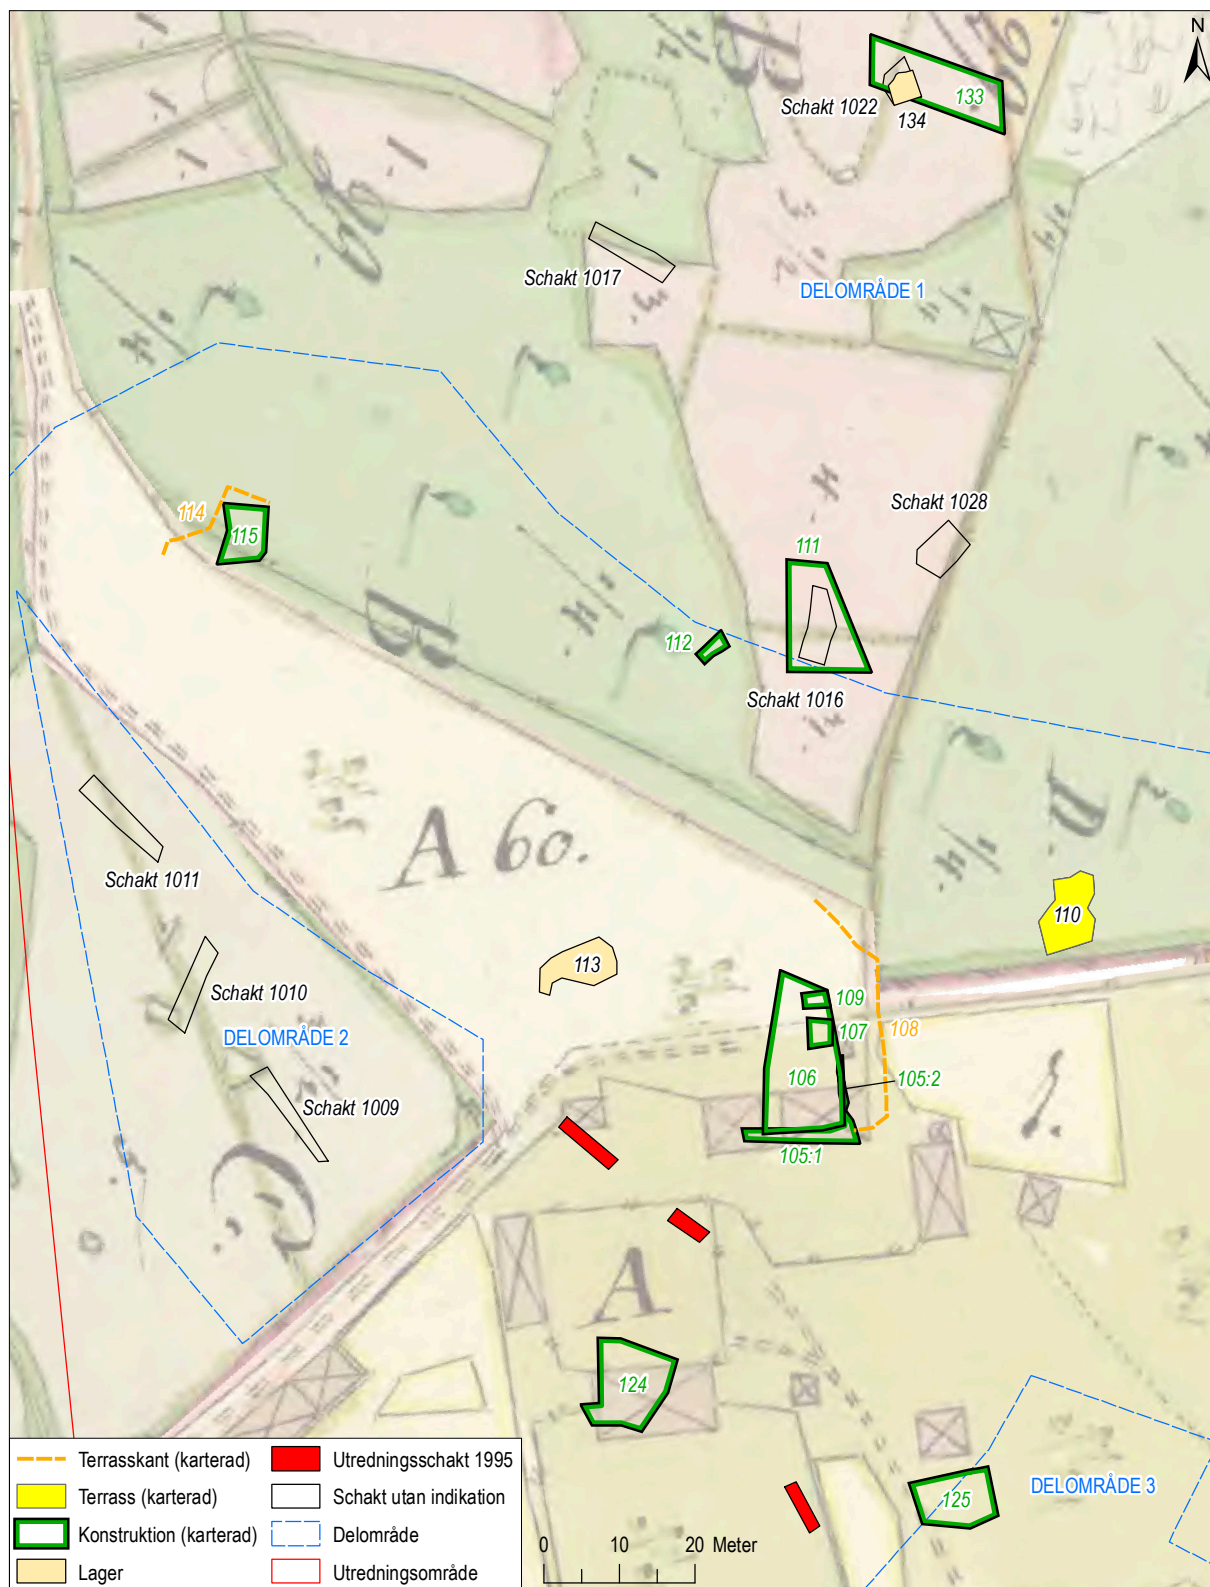 N
Schakt 1022
133
134
Schakt 1017
DELOMRÅDE 1
Schakt 1028
114
115
111
112
Schakt 1016
A 60.
Schakt 1011
110
113
Schakt 1010
109
107
108
DELOMRÅDE 2
106
105:2
Schakt 1009
105:1
A
124
125
DELOMRÅDE 3
Terrasskant (karterad)
Terrass (karterad)
Konstruktion (karterad)
Lager
Utredningsschakt 1995
Schakt utan indikation
Delområde
Utredningsområde
0 10 20 Meter